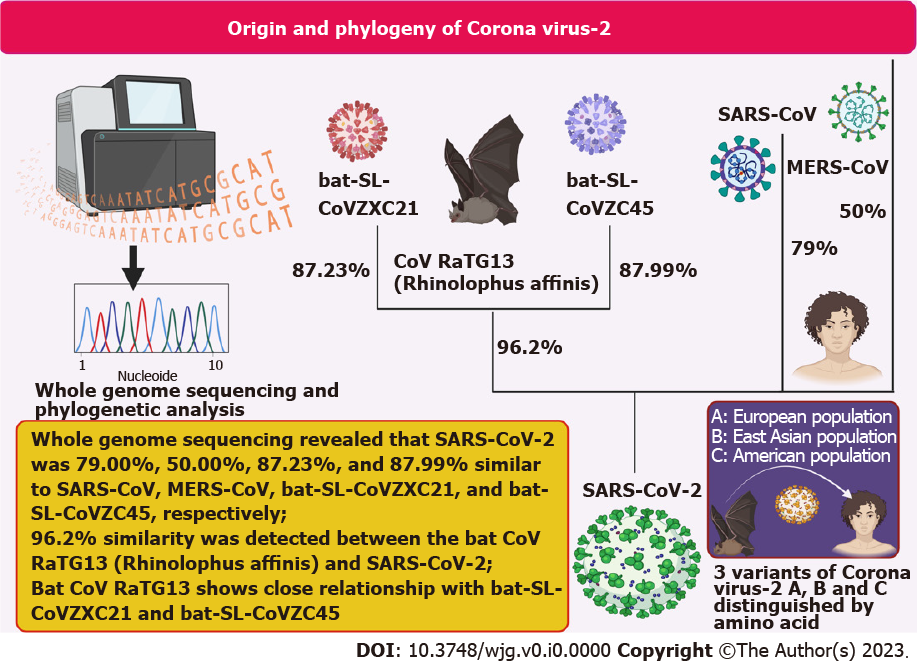 Origin and phylogeny of Corona virus-2
SARS-CoV
MERS-CoV
50%
79%
bat-SL-
CoVZXC21
bat-SL-
CoVZC45
87.23%
CoV RaTG13
(Rhinolophus affinis)
87.99%
96.2%
1
10
Nucleoide
Whole genome sequencing and
phylogenetic analysis
Whole genome sequencing revealed that SARS-CoV-2
was 79.00%, 50.00%, 87.23%, and 87.99% similar
to SARS-CoV, MERS-CoV, bat-SL-CoVZXC21, and bat-
SL-CoVZC45, respectively;
96.2% similarity was detected between the bat CoV
RaTG13 (Rhinolophus affinis) and SARS-CoV-2;
Bat CoV RaTG13 shows close relationship with bat-SL-
CoVZXC21 and bat-SL-CoVZC45
SARS-CoV-2
A: European population
B: East Asian population
C: American population
3 variants of Corona
virus-2 A, B and C
distinguished by
amino acid
DOI: 10.3748/wjg.v0.i0.0000 Copyright ©The Author(s) 2023.